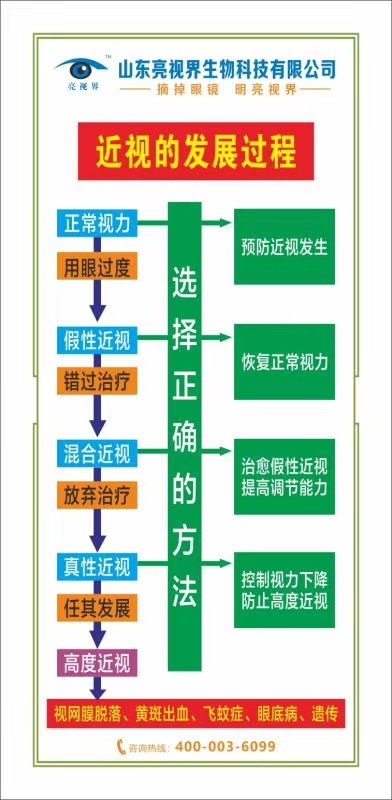 亮视界
TM
山东亮视界生物科技有限公司
摘掉眼镜 明亮视界
近视的发展过程
正常视力
用眼过度
假性近视
错过治疗
混合近视
放弃治疗
真性近视
任其发展
高度近视
选择正确的方法
预防近视发生
恢复正常视力
治愈假性近视
提高调节能力
控制视力下降
防止高度近视
视网膜脱落、黄斑出血、飞蚊症、眼底病、遗传
咨询热线：400-003-6099